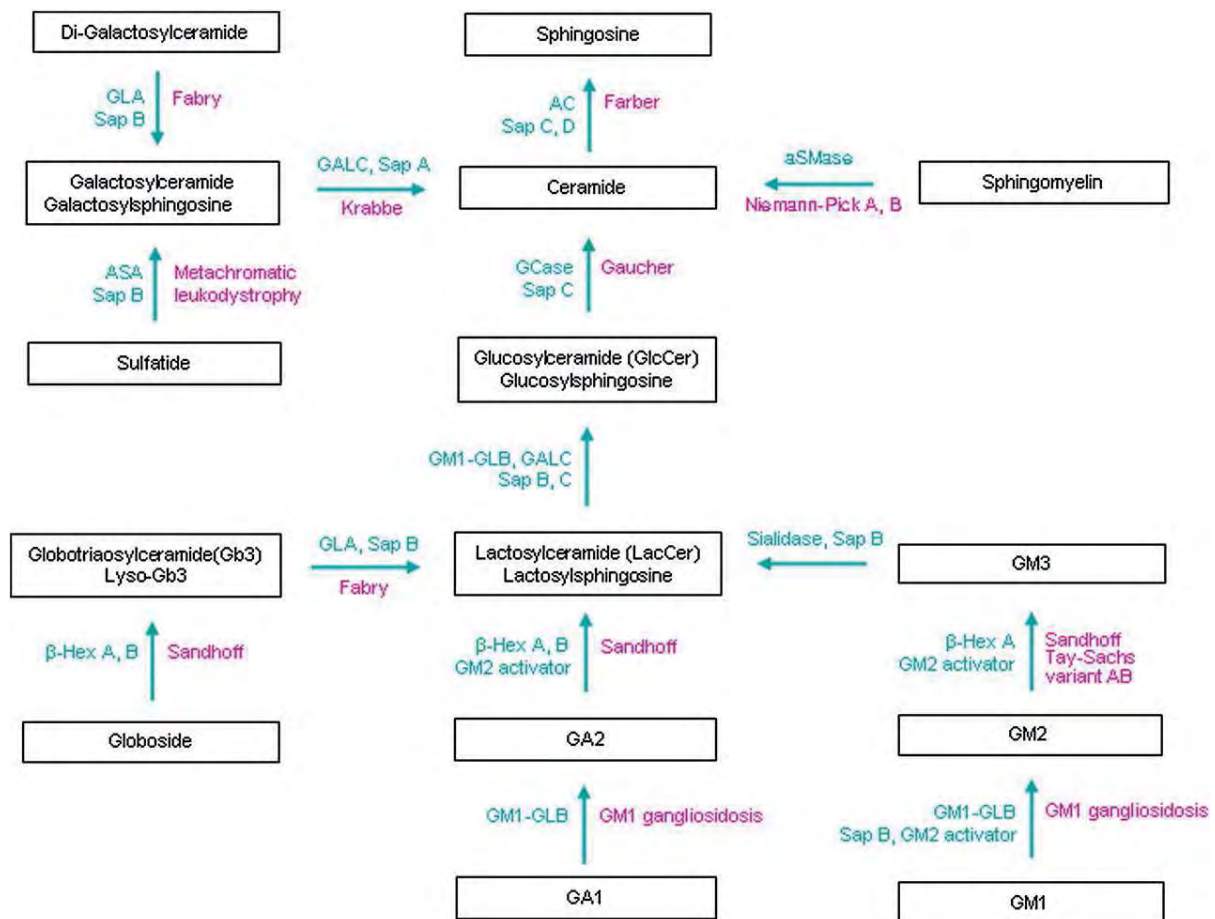 Di-Galactosylceramide
Sphingosine
GLA
Sap B
Fabry
AC
Sap C, D
Farber
Galactosylceramide
Galactosylsphingosine
GALC, Sap A
Krabbe
Ceramide
aSMase
Niemann-Pick A, B
Sphingomyelin
ASA
Sap B
Metachromatic
leukodystrophy
GCase
Sap C
Gaucher
Sulfatide
Glucosylceramide (GlcCer)
Glucosylsphingosine
GM1-GLB, GALC
Sap B, C
Globotriaosylceramide(Gb3)
Lyso-Gb3
GLA, Sap B
Fabry
Lactosylceramide (LacCer)
Lactosylsphingosine
Sialidase, Sap B
GM3
β-Hex A, B
Sandhoff
β-Hex A, B
GM2 activator
Sandhoff
β-Hex A
GM2 activator
Sandhoff
Tay-Sachs
variant AB
Globoside
GA2
GM2
GM1-GLB
GM1 gangliosidosis
GM1-GLB
Sap B, GM2 activator
GM1 gangliosidosis
GA1
GM1